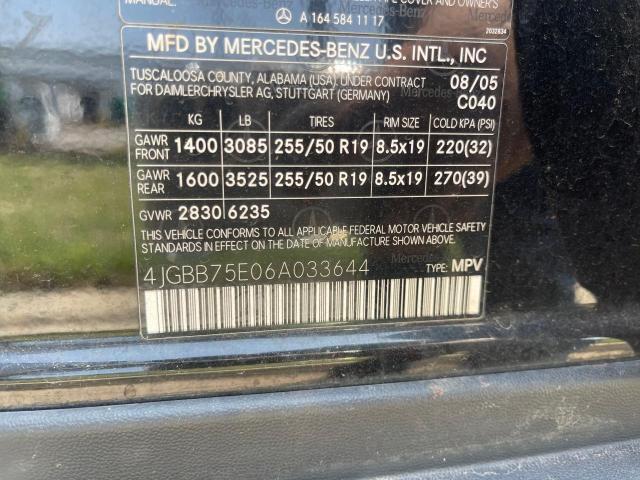 MANUAL.
COVER AND OWNER'S
A 164 584 11 17
2032834
MFD BY MERCEDES-BENZ U.S. INTL., INC
TUSCALOOSA COUNTY, ALABAMA (USA), UNDER CONTRACT 08/05
FOR DAIMLERCHRYSLER AG, STUTTGART (GERMANY) C040
KG LB TIRES RIM SIZE COLD KPA (PSI)
GAWR FRONT 1400 3085 255/50 R19 8.5x19 220(32)
GAWR REAR 1600 3525 255/50 R19 8.5x19 270(39)
GVWR 2830 6235
THIS VEHICLE CONFORMS TO ALL APPLICABLE FEDERAL MOTOR VEHICLE SAFETY
STANDARDS IN EFFECT ON THE DATE OF MANUFACTURE SHOWN ABOVE.
4JGBB75E06A033644 TYPE: MPV